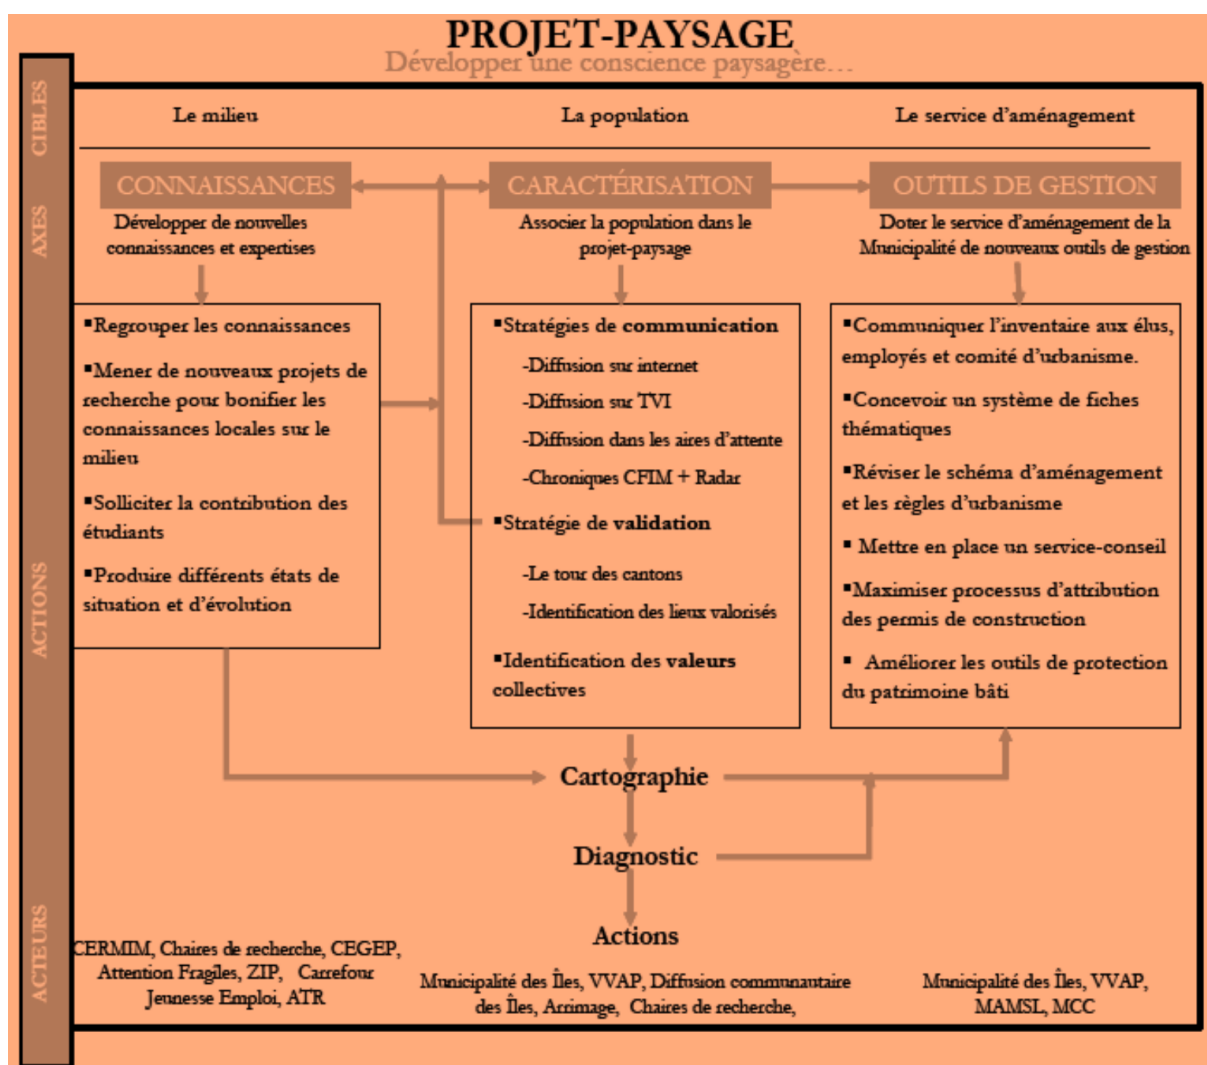 PROJET-PAYSAGE
Développer une conscience paysagère...
CIBLES
Le milieu
La population
Le service d'aménagement
AXES
CONNAISSANCES
Développer de nouvelles
connaissances et expertises
CARACTÉRISATION
Associer la population dans le
projet-paysage
OUTILS DE GESTION
Doter le service d'aménagement de la
Municipalité de nouveaux outils de gestion
ACTIONS
▪Regrouper les connaissances
▪Mener de nouveaux projets de
recherche pour bonifier les
connaissances locales sur le
milieu
▪Solliciter la contribution des
étudiants
▪Produire différents états de
situation et d'évolution
▪Stratégies de communication
-Diffusion sur internet
-Diffusion sur TVI
-Diffusion dans les aires d'attente
-Chroniques CFIM + Radar
▪Stratégie de validation
-Le tour des cantons
-Identification des lieux valorisés
▪Identification des valeurs
collectives
▪Communiquer l'inventaire aux élus,
employés et comité d'urbanisme.
▪Concevoir un système de fiches
thématiques
▪Réviser le schéma d'aménagement
et les règles d'urbanisme
▪ Mettre en place un service-conseil
▪Maximiser processus d'attribution
des permis de construction
▪ Améliorer les outils de protection
du patrimoine bâti
Cartographie
Diagnostic
Actions
ACTEURS
CERMIM, Chaires de recherche, CEGEP,
Attention Fragîles, ZIP, Carrefour
Jeunesse Emploi, ATR
Municipalité des Îles, VVAP, Diffusion communautaire
des Îles, Arrimage, Chaires de recherche,
Municipalité des Îles, VVAP,
MAMSL, MCC